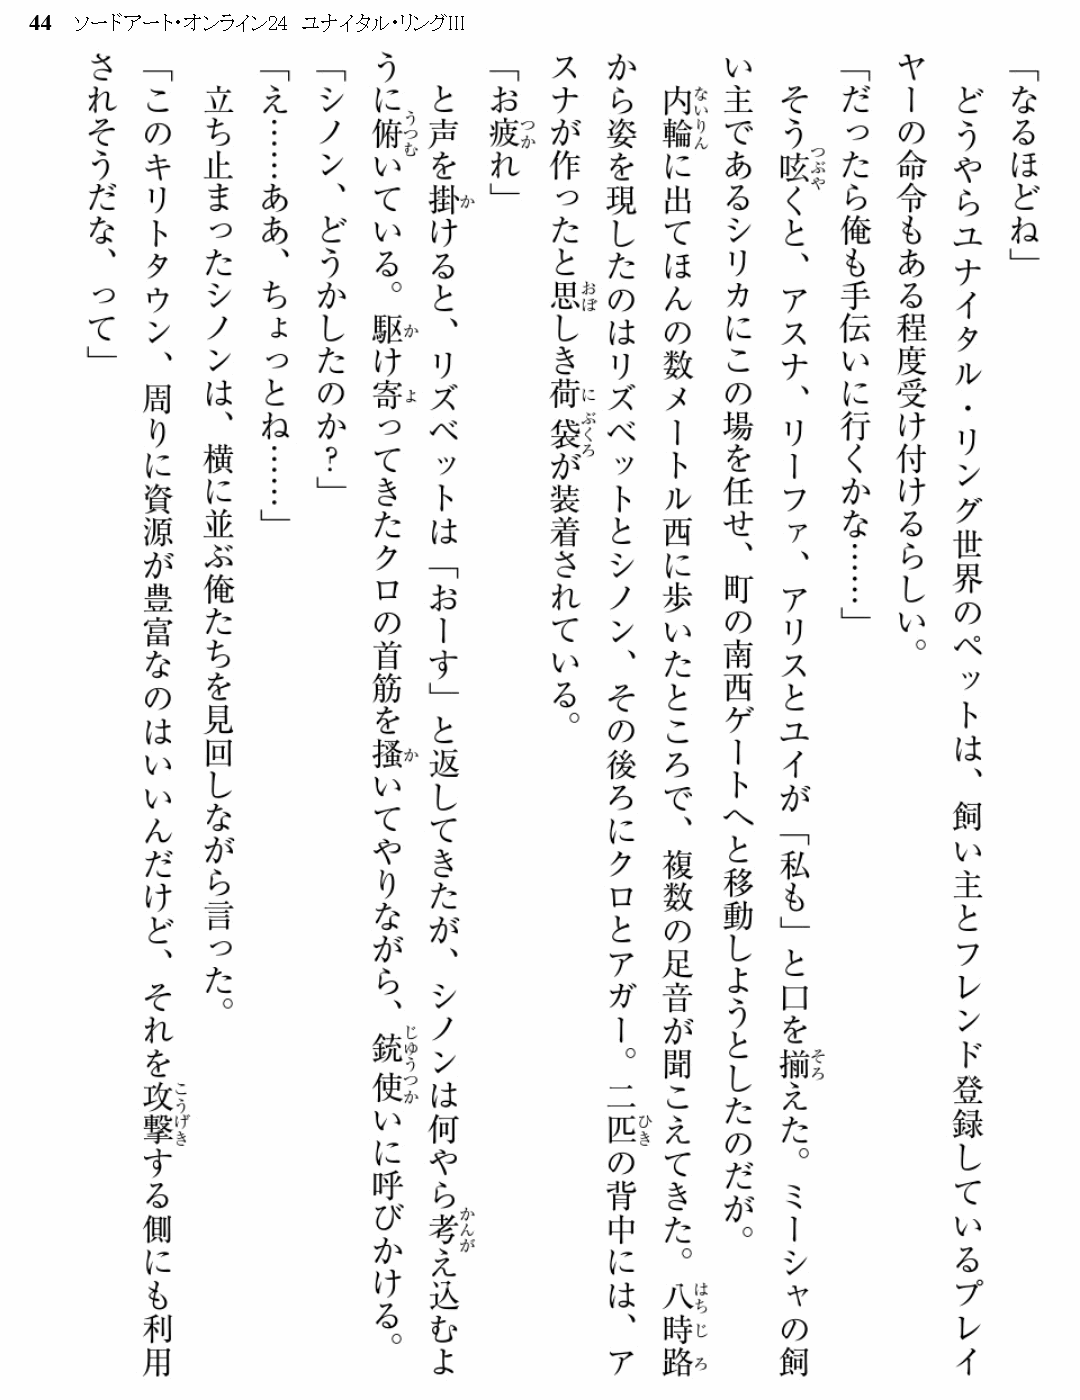 44 ソードアート・オンライン24 ユナイタル・リングIII
「なるほどね」
　どうやらユナイタル・リング世界のペットは、飼い主とフレンド登録しているプレイ
ヤーの命令もある程度受け付けるらしい。
「だったら俺も手伝いに行くかな……」
　そう呟くと、アスナ、リーファ、アリスとユイが「私も」と口を揃えた。ミーシャの飼
い主であるシリカにこの場を任せ、町の南西ゲートへと移動しようとしたのだが。
　内輪に出てほんの数メートル西に歩いたところで、複数の足音が聞こえてきた。八時路
から姿を現したのはリズベットとシノン、その後ろにクロとアガー。二匹の背中には、ア
スナが作ったと思しき荷袋が装着されている。
「お疲れ」
　と声を掛けると、リズベットは「おーす」と返してきたが、シノンは何やら考え込むよ
うに俯いている。駆け寄ってきたクロの首筋を掻いてやりながら、銃使いに呼びかける。
「シノン、どうかしたのか？」
「え……ああ、ちょっとね……」
　立ち止まったシノンは、横に並ぶ俺たちを見回しながら言った。
「このキリトタウン、周りに資源が豊富なのはいいんだけど、それを攻撃する側にも利用
されそうだな、って」